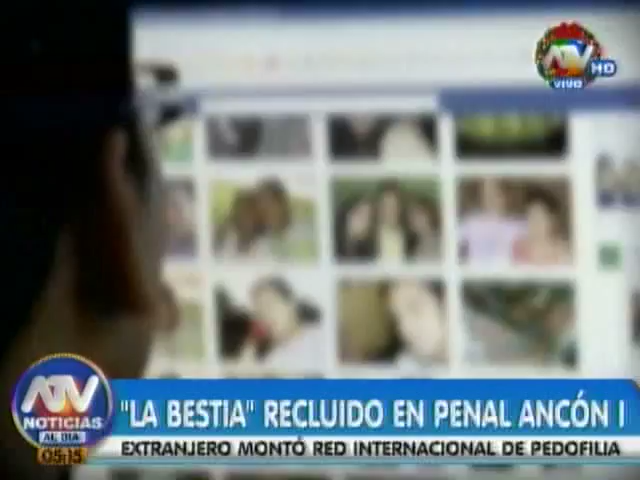 ATV HD
VIVO
ATV
NOTICIAS
AL DÍA
05:15
"LA BESTIA" RECLUIDO EN PENAL ANCÓN I
EXTRANJERO MONTÓ RED INTERNACIONAL DE PEDOFILIA